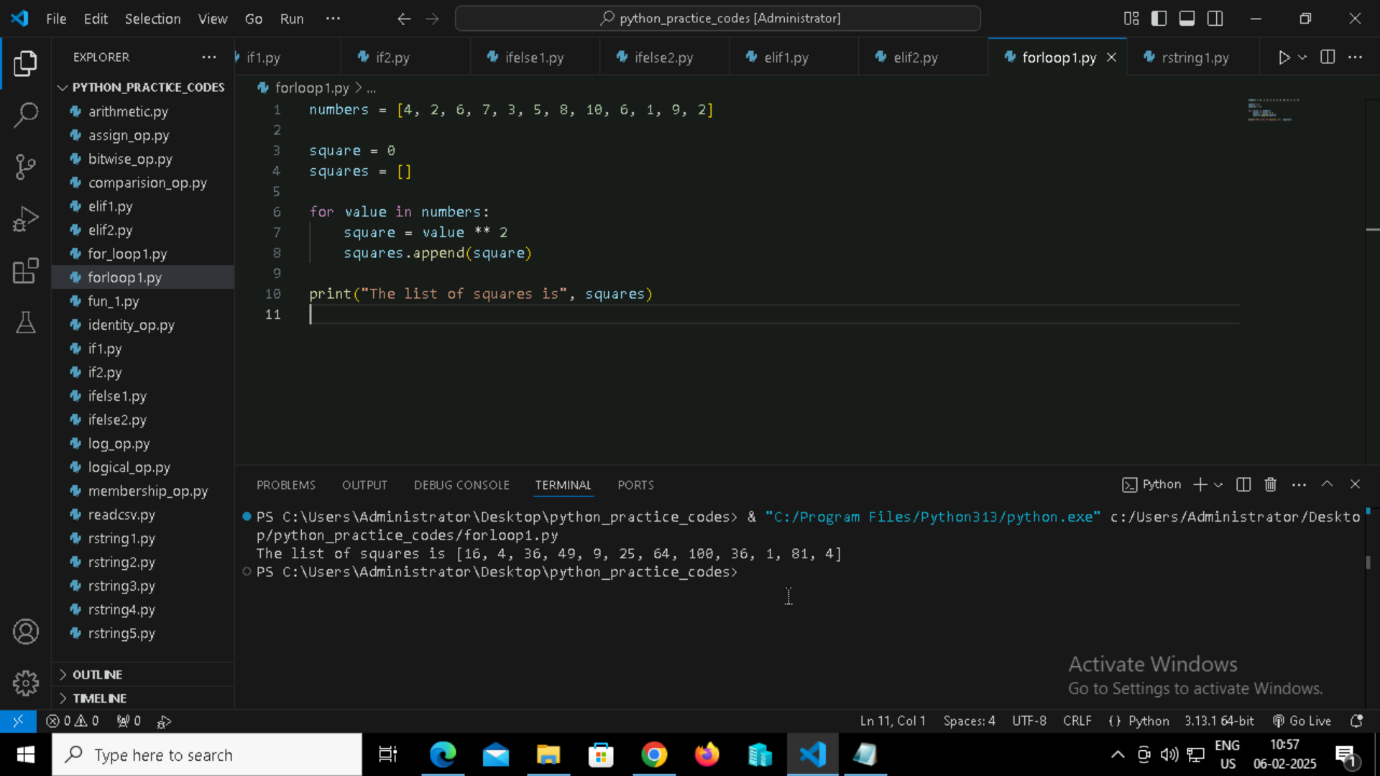 File Edit Selection View Go Run ··· python_practice_codes [Administrator]
EXPLORER ···
if1.py if2.py ifelse1.py ifelse2.py elif1.py elif2.py forloop1.py rstring1.py ···
PYTHON_PRACTICE_CODES
arithmetic.py
assign_op.py
bitwise_op.py
comparision_op.py
elif1.py
elif2.py
for_loop1.py
forloop1.py
fun_1.py
identity_op.py
if1.py
if2.py
ifelse1.py
ifelse2.py
log_op.py
logical_op.py
membership_op.py
readcsv.py
rstring1.py
rstring2.py
rstring3.py
rstring4.py
rstring5.py
OUTLINE
TIMELINE
forloop1.py > ...
1 numbers = [4, 2, 6, 7, 3, 5, 8, 10, 6, 1, 9, 2]
2
3 square = 0
4 squares = []
5
6 for value in numbers:
7     square = value ** 2
8     squares.append(square)
9
10 print("The list of squares is", squares)
11
PROBLEMS OUTPUT DEBUG CONSOLE TERMINAL PORTS Python ···
PS C:\Users\Administrator\Desktop\python_practice_codes> & "C:/Program Files/Python313/python.exe" c:/Users/Administrator/Deskto
p/python_practice_codes/forloop1.py
The list of squares is [16, 4, 36, 49, 9, 25, 64, 100, 36, 1, 81, 4]
PS C:\Users\Administrator\Desktop\python_practice_codes>
Activate Windows
Go to Settings to activate Windows.
0 0 0 Ln 11, Col 1 Spaces: 4 UTF-8 CRLF {} Python 3.13.1 64-bit Go Live
Type here to search
ENG
US
10:57
06-02-2025
1